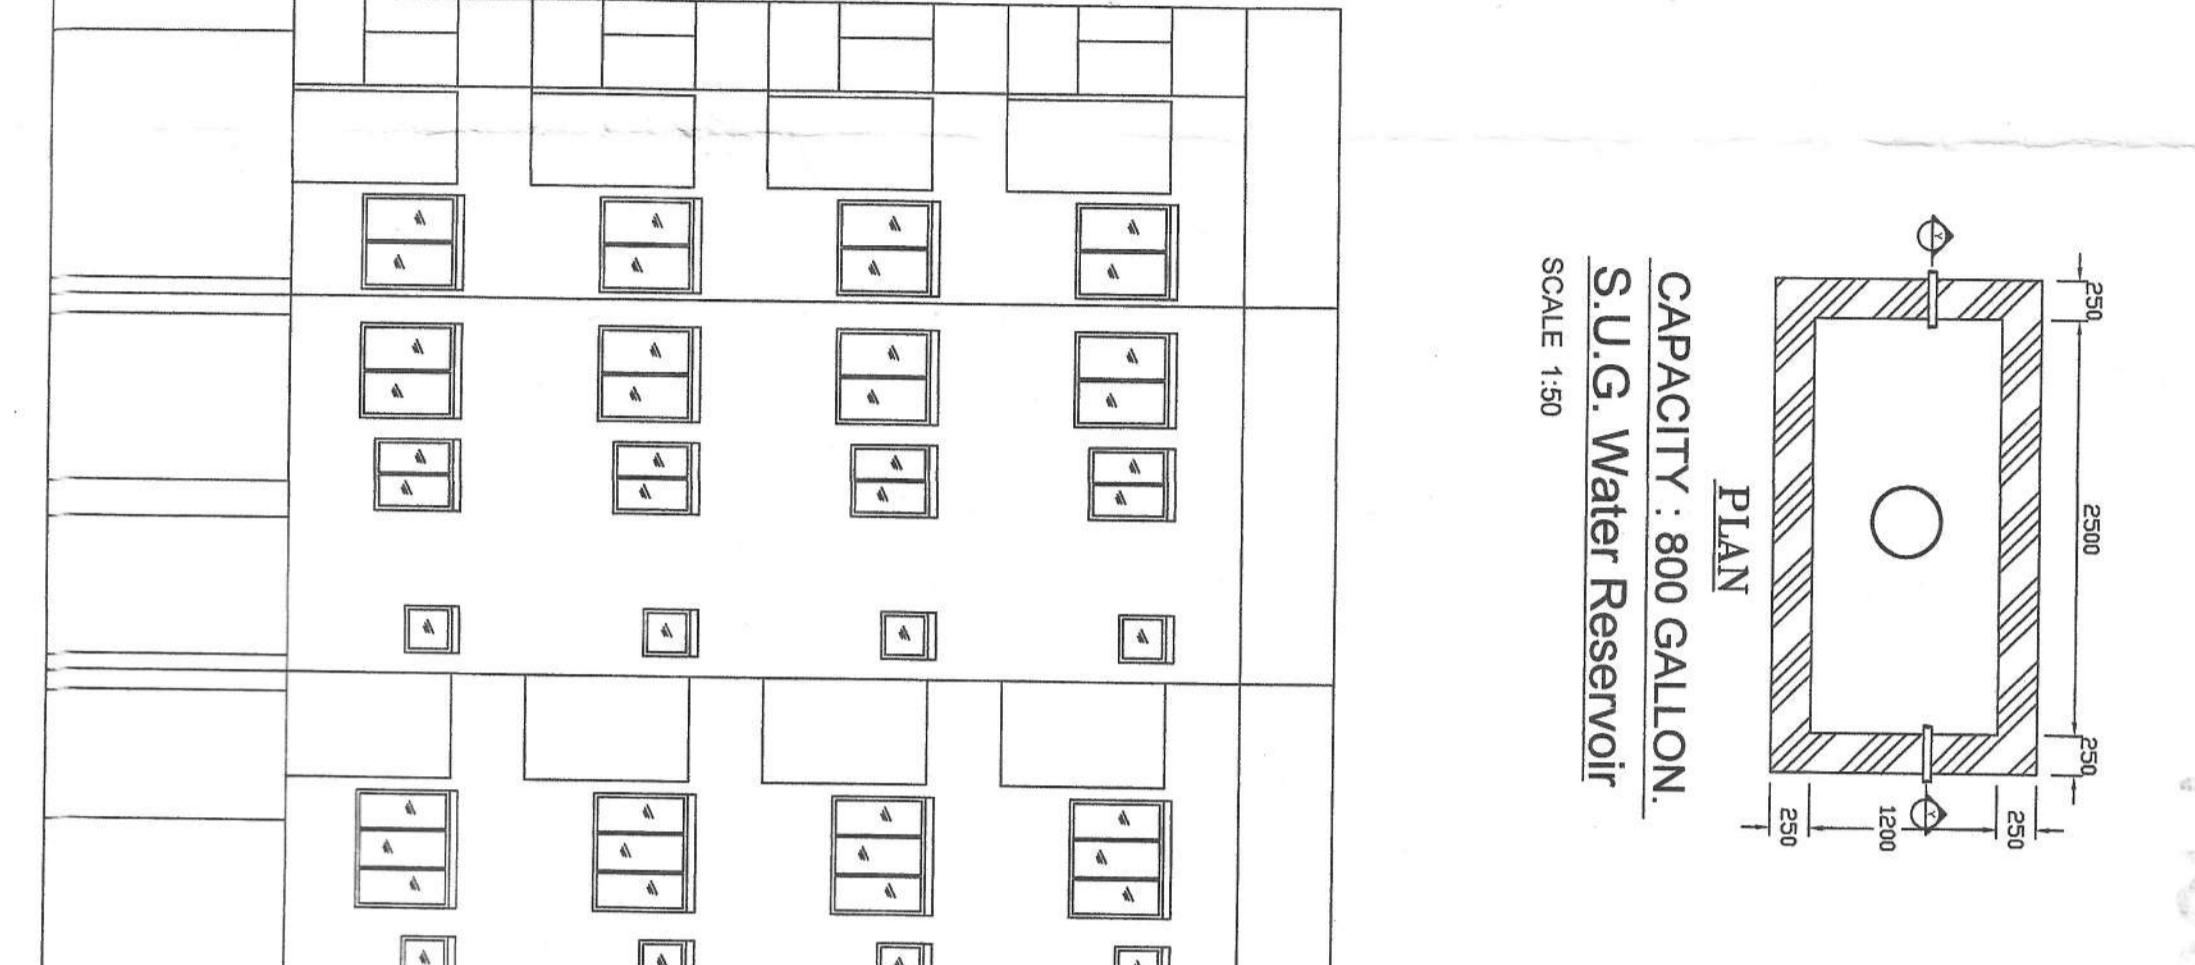 250
2500
250
Y
Y
250
1200
250
PLAN
CAPACITY : 800 GALLON.
S.U.G. Water Reservoir
SCALE 1:50